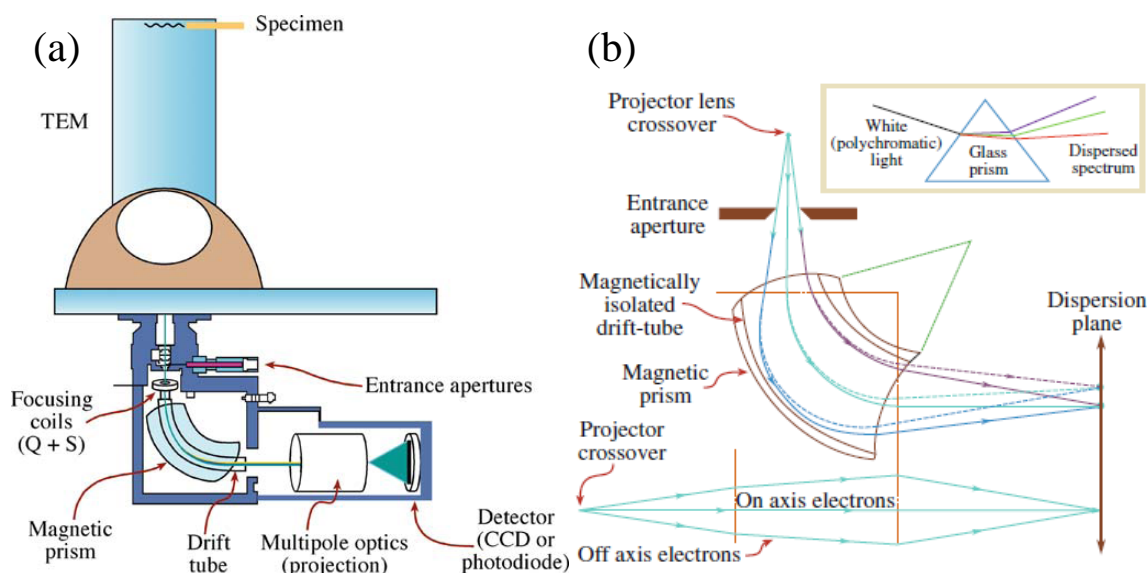 (a)
Specimen
TEM
Entrance apertures
Focusing
coils
(Q + S)
Magnetic
prism
Drift
tube
Multipole optics
(projection)
Detector
(CCD or
photodiode)
(b)
Projector lens
crossover
White
(polychromatic)
light
Glass
prism
Dispersed
spectrum
Entrance
aperture
Magnetically
isolated
drift-tube
Dispersion
plane
Magnetic
prism
Projector
crossover
On axis electrons
Off axis electrons